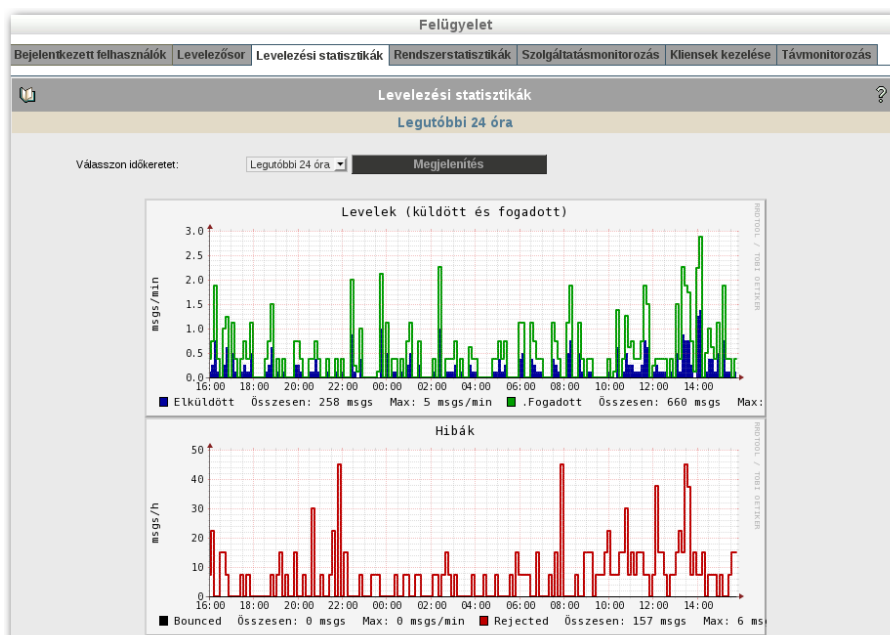 Felügyelet
Bejelentkezett felhasználók Levelezősor Levelezési statisztikák Rendszerstatisztikák Szolgáltatásmonitorozás Kliensek kezelése Távmonitorozás
Levelezési statisztikák
Legutóbbi 24 óra
Válasszon időkeretet: Legutóbbi 24 óra Megjelenítés
Levelek (küldött és fogadott)
RRDTOOL / TOBI OETIKER
msgs/min
3.0
2.5
2.0
1.5
1.0
0.5
0.0
16:00 18:00 20:00 22:00 00:00 02:00 04:00 06:00 08:00 10:00 12:00 14:00
Elküldött Összesen: 258 msgs Max: 5 msgs/min .Fogadott Összesen: 660 msgs Max:
Hibák
RRDTOOL / TOBI OETIKER
msgs/h
50
40
30
20
10
0
16:00 18:00 20:00 22:00 00:00 02:00 04:00 06:00 08:00 10:00 12:00 14:00
Bounced Összesen: 0 msgs Max: 0 msgs/min Rejected Összesen: 157 msgs Max: 6 ms